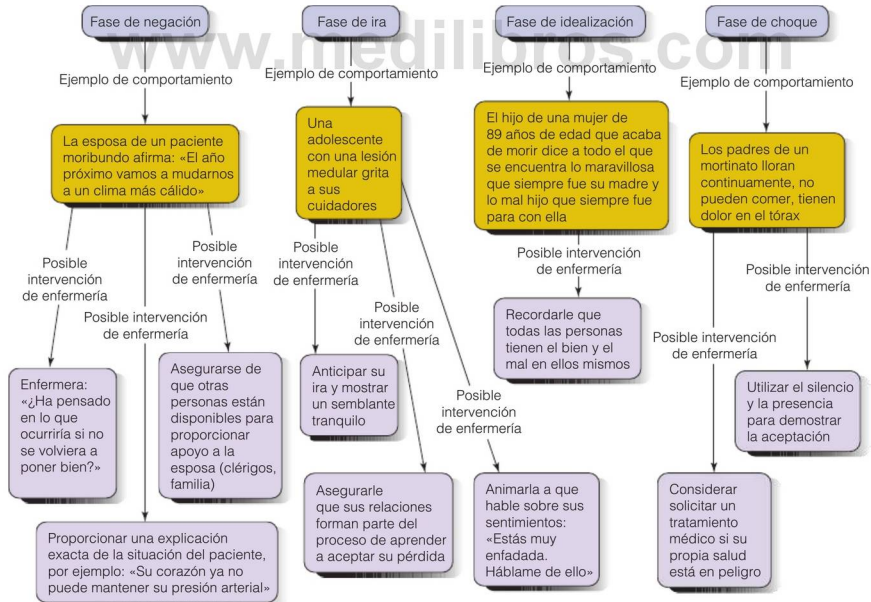 www.medilibros.com
Fase de negación
Ejemplo de comportamiento
La esposa de un paciente
moribundo afirma: «El año
próximo vamos a mudarnos
a un clima más cálido»
Posible
intervención
de enfermería
Enfermera:
«¿Ha pensado
en lo que
ocurriría si no
se volviera a
poner bien?»
Posible intervención
de enfermería
Proporcionar una explicación
exacta de la situación del paciente,
por ejemplo: «Su corazón ya no
puede mantener su presión arterial»
Posible
intervención
de enfermería
Asegurarse de
que otras
personas están
disponibles para
proporcionar
apoyo a la
esposa (clérigos,
familia)
Fase de ira
Ejemplo de comportamiento
Una
adolescente
con una lesión
medular grita
a sus
cuidadores
Posible
intervención
de enfermería
Anticipar su
ira y mostrar
un semblante
tranquilo
Posible
intervención
de enfermería
Asegurarle
que sus relaciones
forman parte del
proceso de aprender
a aceptar su pérdida
Posible
intervención
de enfermería
Animarla a que
hable sobre sus
sentimientos:
«Estás muy
enfadada.
Háblame de ello»
Fase de idealización
Ejemplo de comportamiento
El hijo de una mujer de
89 años de edad que acaba
de morir dice a todo el que
se encuentra lo maravillosa
que siempre fue su madre y
lo mal hijo que siempre fue
para con ella
Posible
intervención
de enfermería
Recordarle que
todas las personas
tienen el bien y el
mal en ellos mismos
Fase de choque
Ejemplo de comportamiento
Los padres de un
mortinato lloran
continuamente, no
pueden comer, tienen
dolor en el tórax
Posible intervención
de enfermería
Considerar
solicitar un
tratamiento
médico si su
propia salud
está en peligro
Posible intervención
de enfermería
Utilizar el silencio
y la presencia
para demostrar
la aceptación